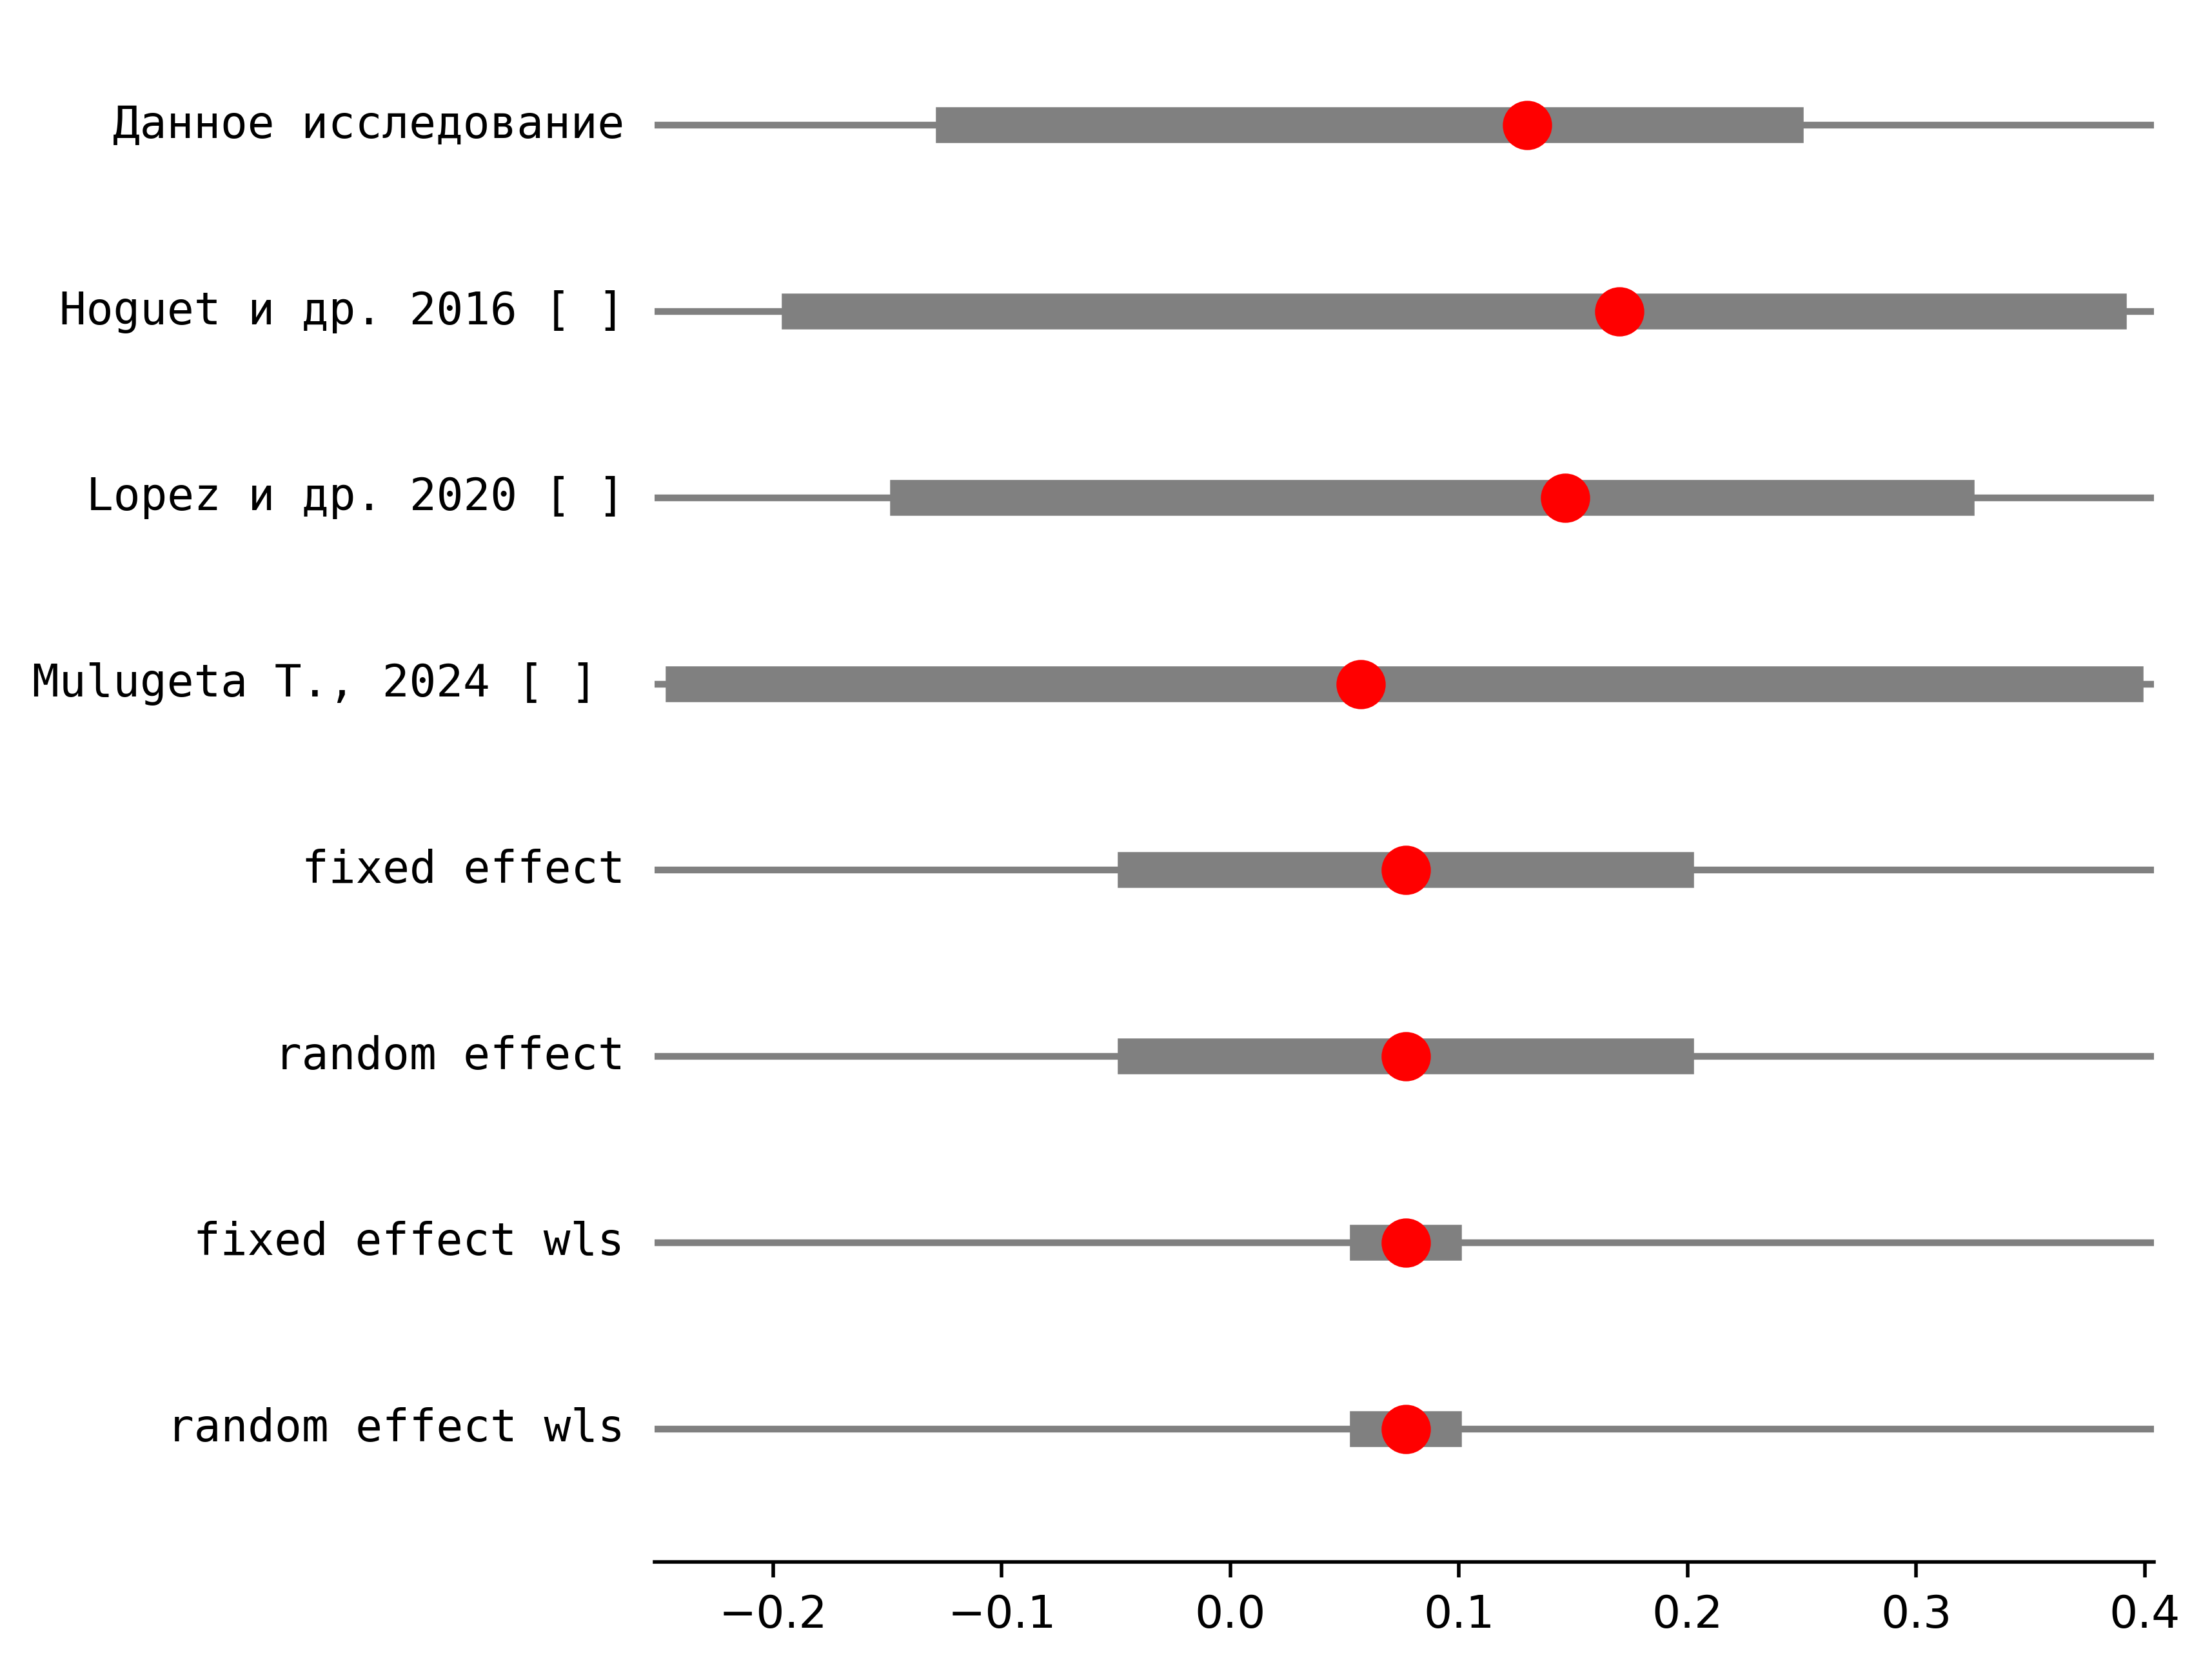 Данное исследование
Hoguet и др. 2016 [ ]
Lopez и др. 2020 [ ]
Mulugeta T., 2024 [ ]
fixed effect
random effect
fixed effect wls
random effect wls
−0.2 −0.1 0.0 0.1 0.2 0.3 0.4